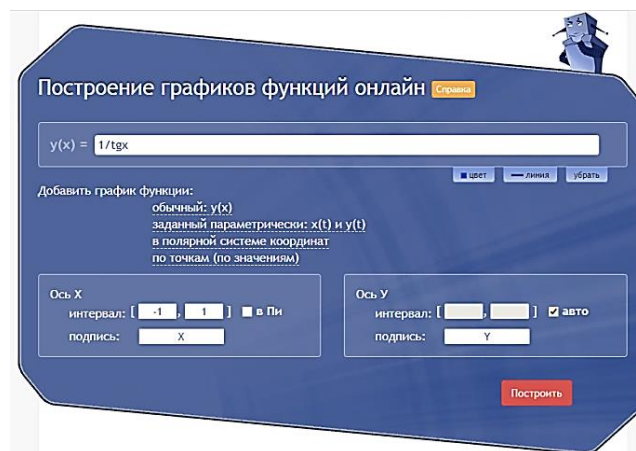 Построение графиков функций онлайн Справка
y(x) = 1/tgx
цвет линия убрать
Добавить график функции:
обычный: y(x)
заданный параметрически: x(t) и y(t)
в полярной системе координат
по точкам (по значениям)
Ось X
интервал: [ -1 , 1 ] в Пи
подпись: X
Ось У
интервал: [ , ] авто
подпись: Y
Построить